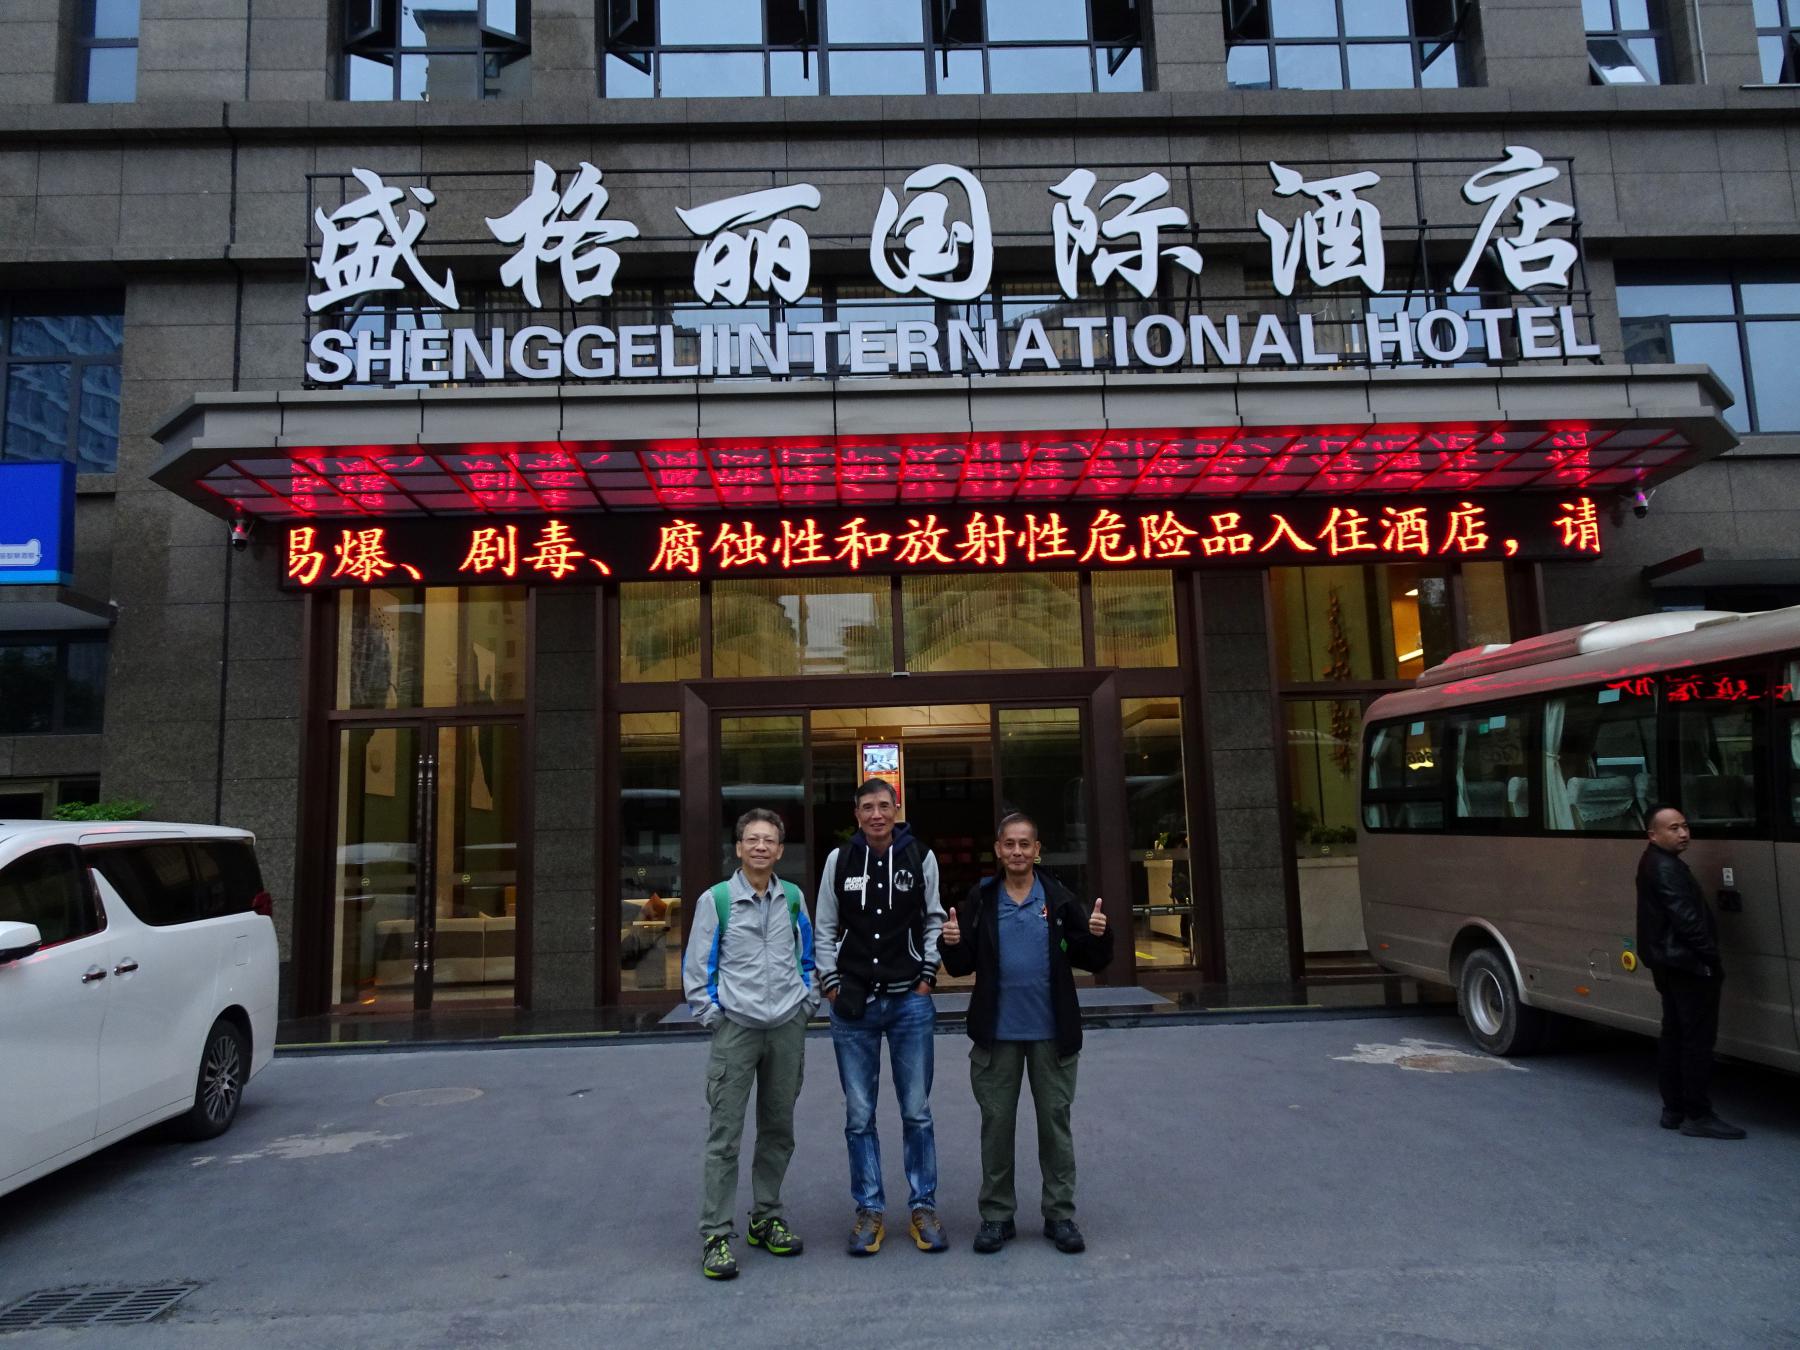 盛格丽国际酒店
SHENGGELIINTERNATIONAL HOTEL
易爆、剧毒、腐蚀性和放射性危险品入住酒店，请